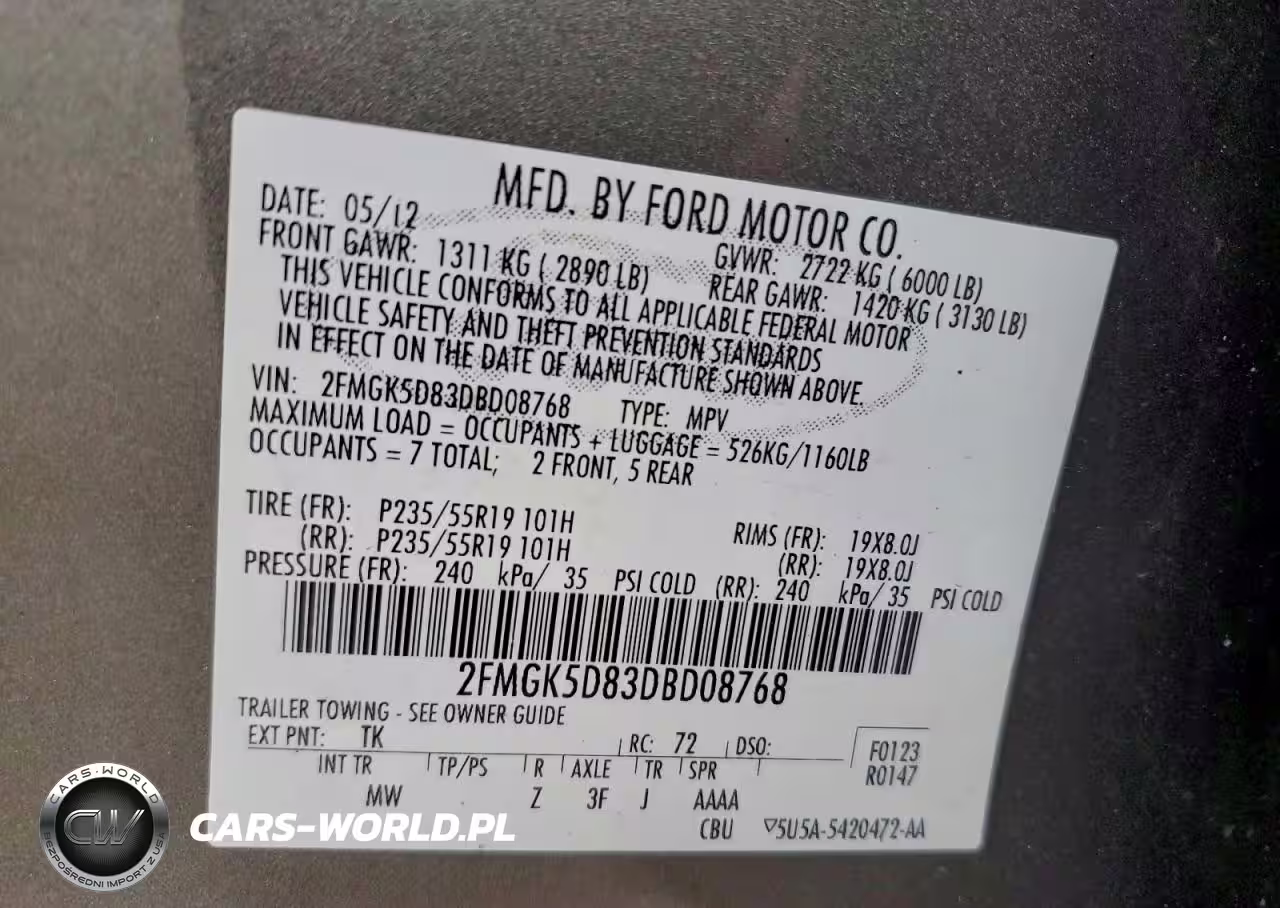 MFD. BY FORD MOTOR CO.
DATE: 05/12
GVWR: 2722 KG ( 6000 LB)
FRONT GAWR: 1311 KG ( 2890 LB)
REAR GAWR: 1420 KG ( 3130 LB)
THIS VEHICLE CONFORMS TO ALL APPLICABLE FEDERAL MOTOR
VEHICLE SAFETY AND THEFT PREVENTION STANDARDS
IN EFFECT ON THE DATE OF MANUFACTURE SHOWN ABOVE.
VIN: 2FMGK5D83DBD08768 TYPE: MPV
MAXIMUM LOAD = OCCUPANTS + LUGGAGE = 526KG/1160LB
OCCUPANTS = 7 TOTAL; 2 FRONT, 5 REAR
TIRE (FR): P235/55R19 101H RIMS (FR): 19X8.0J
(RR): P235/55R19 101H (RR): 19X8.0J
PRESSURE (FR): 240 kPa/ 35 PSI COLD (RR): 240 kPa/ 35 PSI COLD
2FMGK5D83DBD08768
TRAILER TOWING - SEE OWNER GUIDE
EXT PNT: TK RC: 72 DSO: F0123
R0147
INT TR TP/PS R AXLE TR SPR
MW Z 3F J AAAA
CBU ▽5U5A-5420472-AA
CARS-WORLD
CW
BEZPOŚREDNI IMPORT Z USA
CARS-WORLD.PL